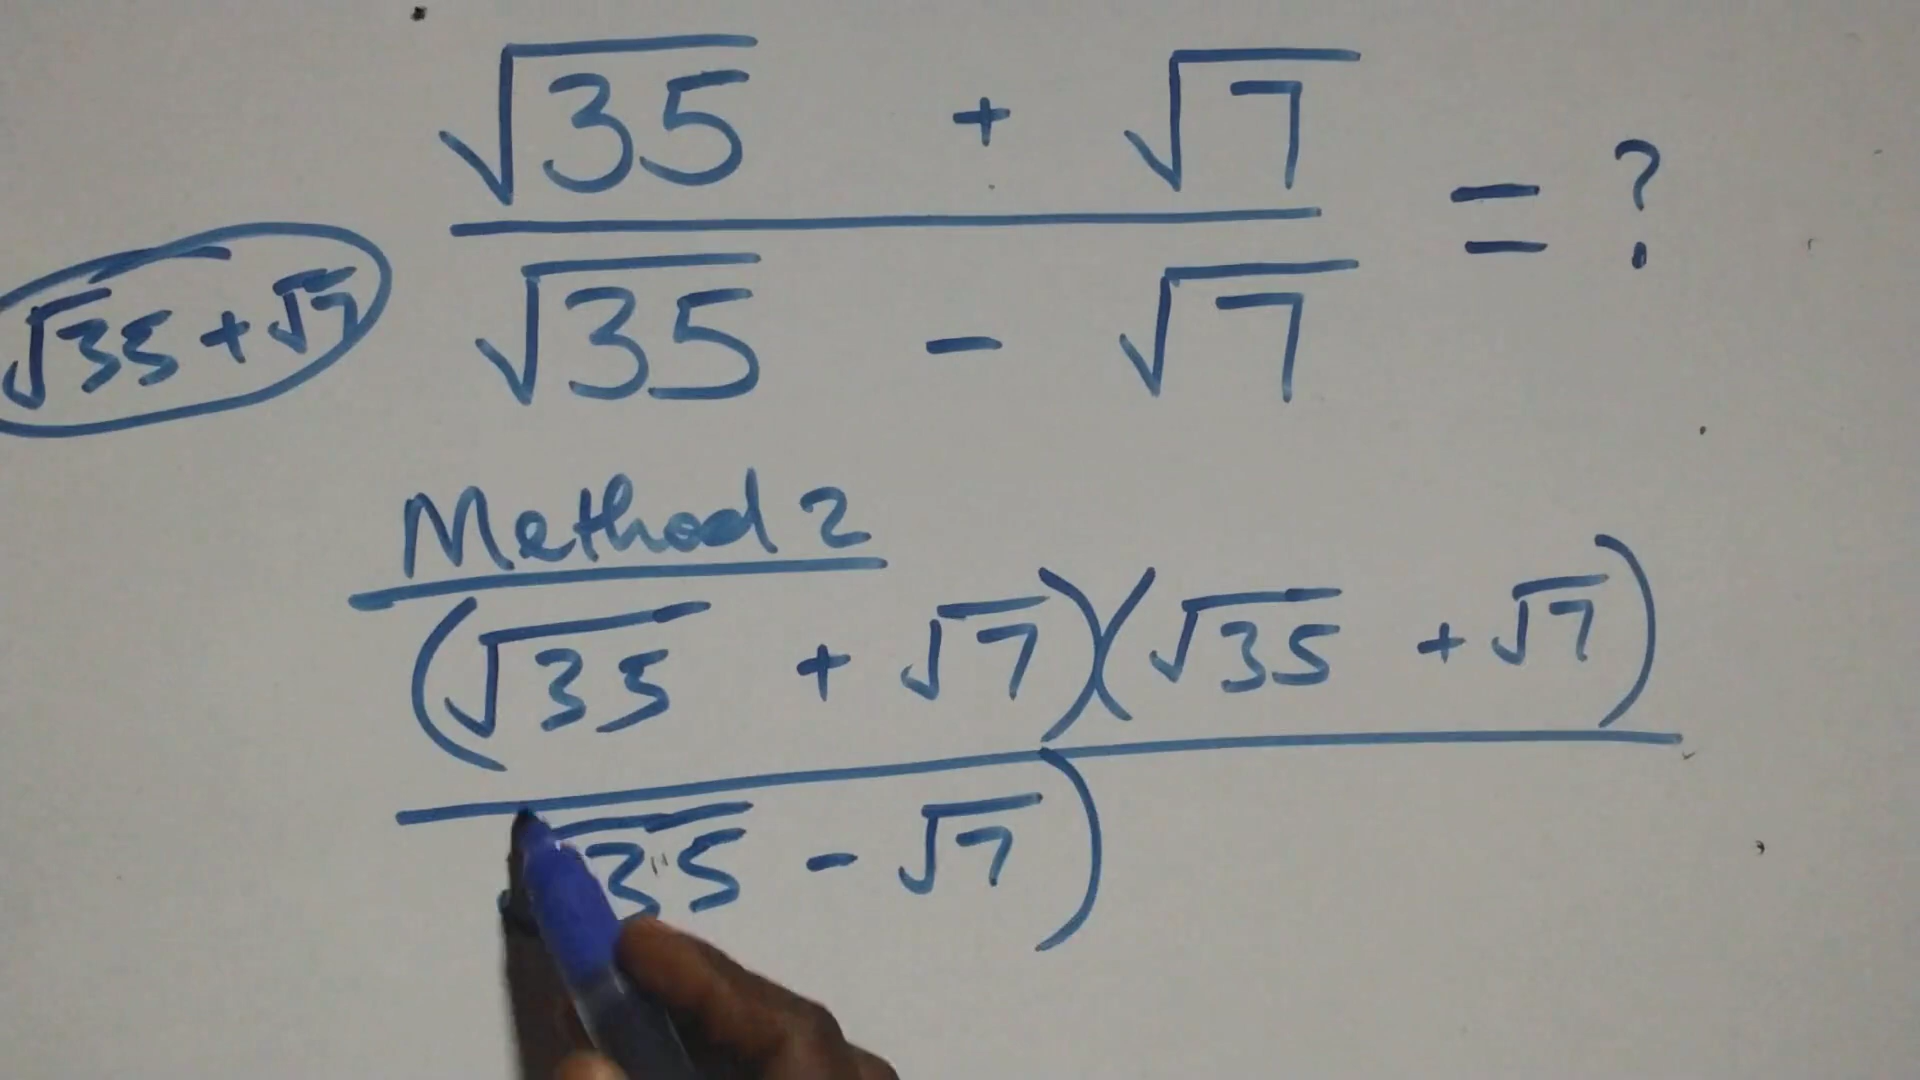 √35 + √7
= ?
√35 - √7
√35 + √7
Method 2
(√35 + √7)(√35 + √7)
√35 - √7)